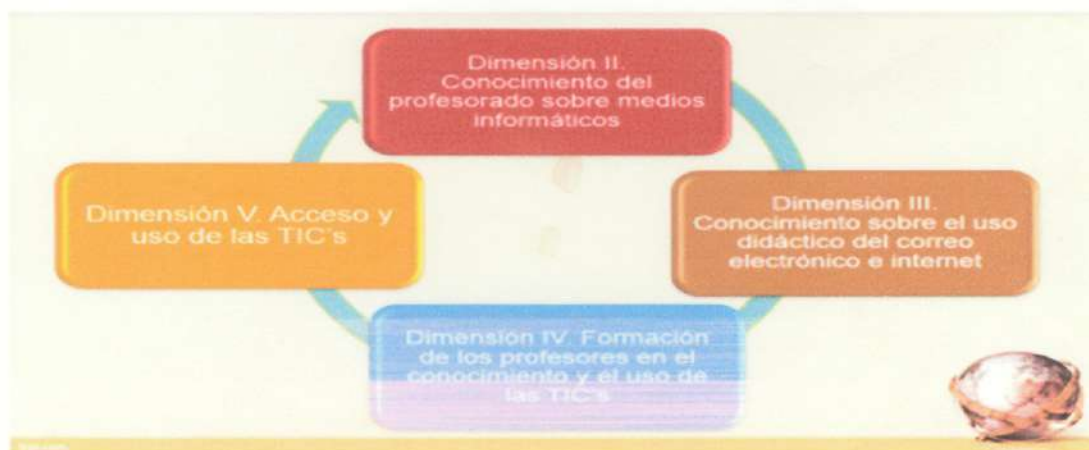 Dimensión II.
Conocimiento del
profesorado sobre medios
informáticos
Dimensión III.
Conocimiento sobre el uso
didáctico del correo
electrónico e internet
Dimensión IV. Formación
de los profesores en el
conocimiento y el uso de
las TIC's
Dimensión V. Acceso y
uso de las TIC's